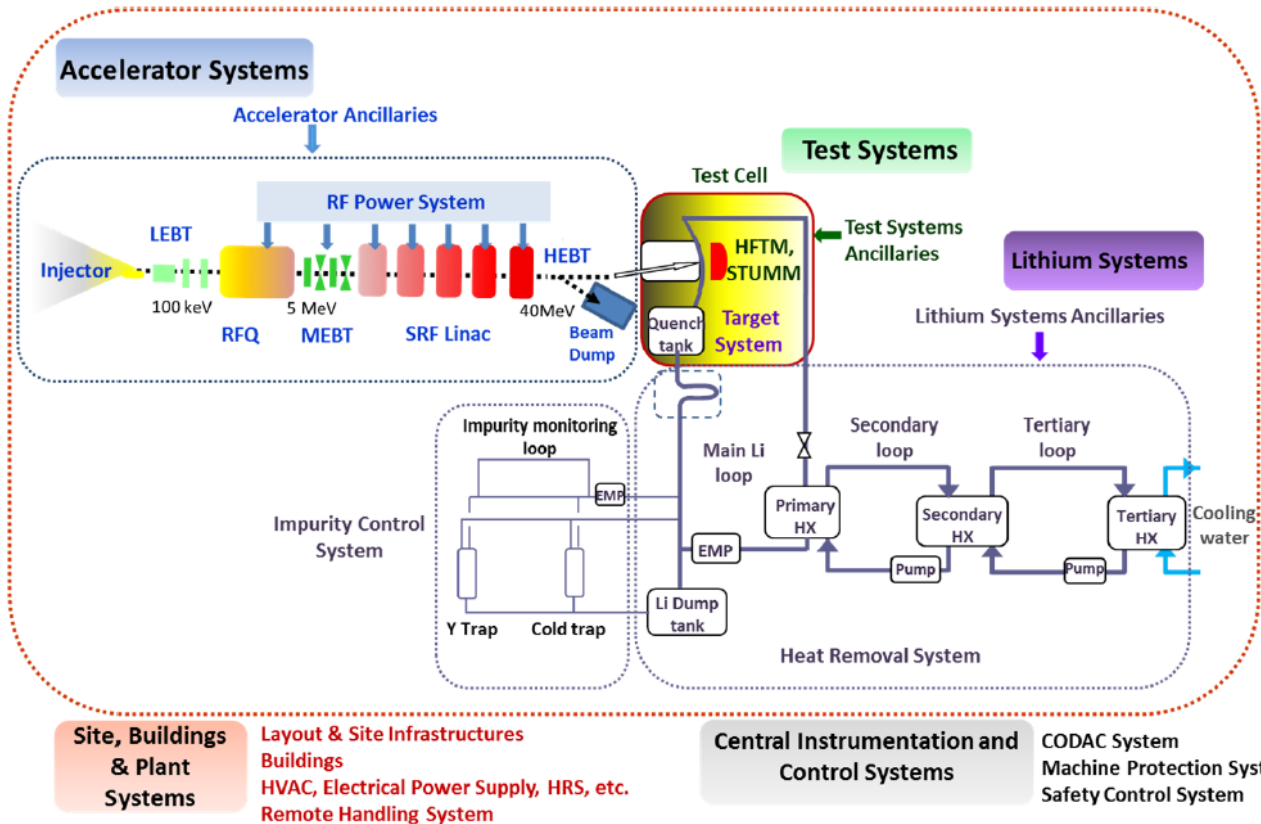 Accelerator Systems
Accelerator Ancillaries
RF Power System
LEBT
HEBT
Injector
100 keV
5 MeV
40MeV
RFQ
MEBT
SRF Linac
Beam
Dump
Test Systems
Test Cell
HFTM,
STUMM
Test Systems
Ancillaries
Quench
tank
Target
System
Lithium Systems
Lithium Systems Ancillaries
Impurity monitoring
loop
EMP
Impurity Control
System
Y Trap
Cold trap
Main Li
loop
Secondary
loop
Tertiary
loop
Primary
HX
Secondary
HX
Tertiary
HX
Cooling
water
EMP
Pump
Pump
Li Dump
tank
Heat Removal System
Site, Buildings
& Plant
Systems
Layout & Site Infrastructures
Buildings
HVAC, Electrical Power Supply, HRS, etc.
Remote Handling System
Central Instrumentation and
Control Systems
CODAC System
Machine Protection Syst
Safety Control System